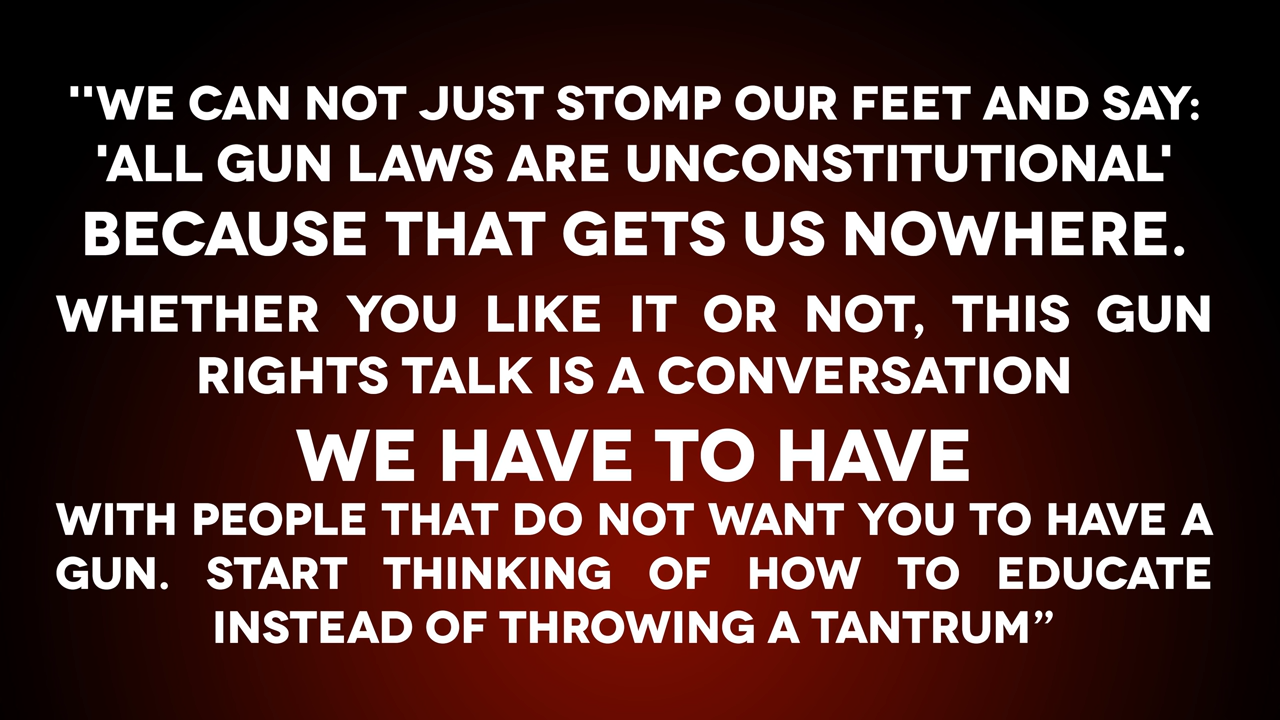 "WE CAN NOT JUST STOMP OUR FEET AND SAY:
'ALL GUN LAWS ARE UNCONSTITUTIONAL'
BECAUSE THAT GETS US NOWHERE.
WHETHER YOU LIKE IT OR NOT, THIS GUN
RIGHTS TALK IS A CONVERSATION
WE HAVE TO HAVE
WITH PEOPLE THAT DO NOT WANT YOU TO HAVE A
GUN. START THINKING OF HOW TO EDUCATE
INSTEAD OF THROWING A TANTRUM”